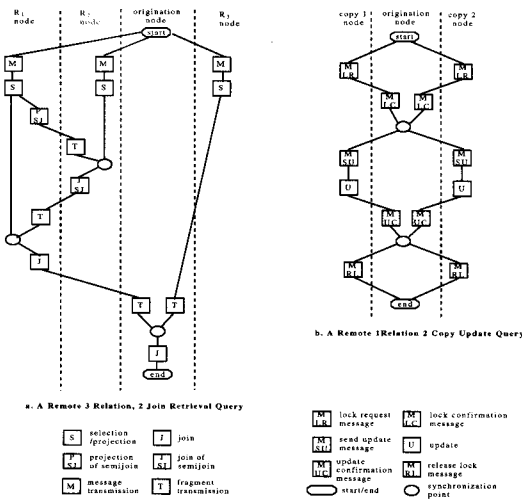 R1 node
R2 node
origination node
R3 node
start
M
M
M
S
S
S
P SJ
T
J SJ
T
J
T
T
J
end
a. A Remote 3 Relation, 2 Join Retrieval Query
copy 1 node
origination node
copy 2 node
start
M LR
M LR
M LC
M LC
M SU
M SU
U
U
M UC
M UC
M RL
M RL
end
b. A Remote 1Relation 2 Copy Update Query
S selection /projection
J join
P SJ projection of semijoin
J SJ join of semijoin
M message transmission
T fragment transmission
M LR lock request message
M LC lock confirmation message
M SU send update message
U update
M UC update confirmation message
M RL release lock message
start/end
synchronization point